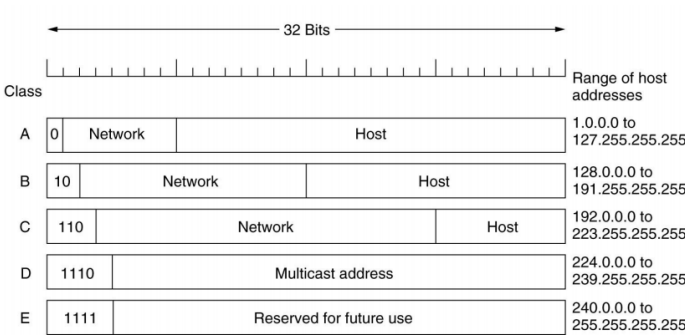 32 Bits
Range of host
addresses
Class
A 0 Network Host 1.0.0.0 to
127.255.255.255
B 10 Network Host 128.0.0.0 to
191.255.255.255
C 110 Network Host 192.0.0.0 to
223.255.255.255
D 1110 Multicast address 224.0.0.0 to
239.255.255.255
E 1111 Reserved for future use 240.0.0.0 to
255.255.255.255